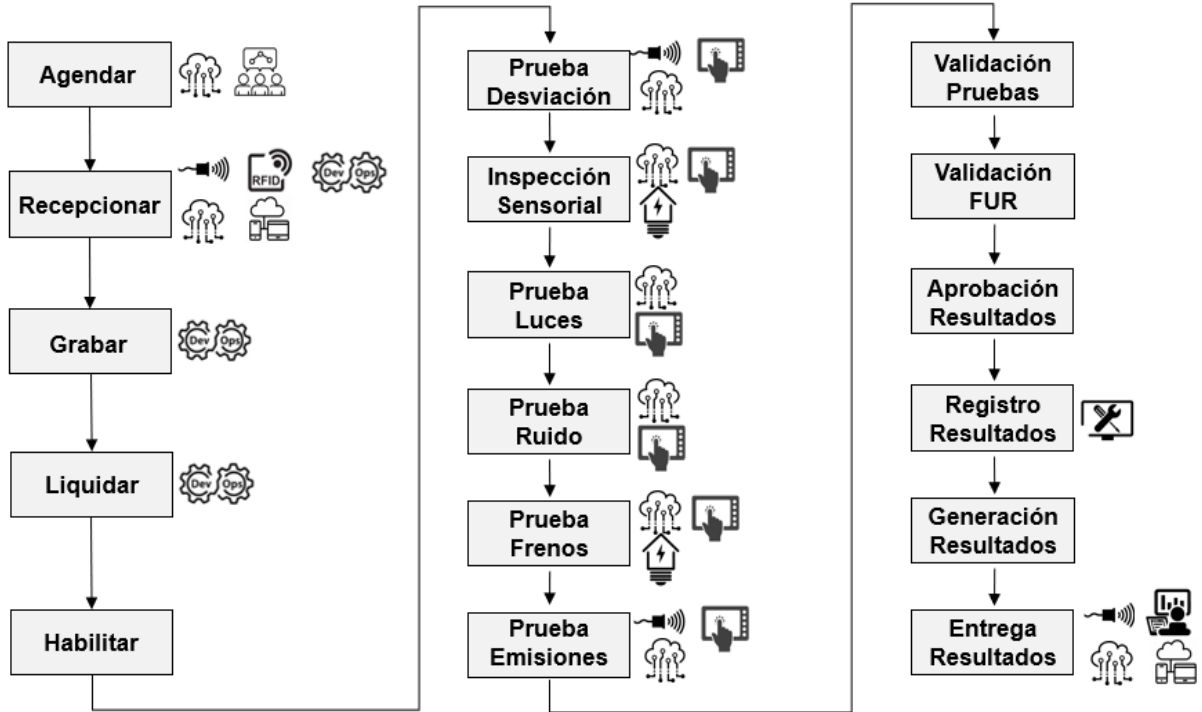 Agendar
Recepcionar
RFID
Dev Ops
Grabar
Dev Ops
Liquidar
Dev Ops
Habilitar
Prueba
Desviación
Inspección
Sensorial
Prueba
Luces
Prueba
Ruido
Prueba
Frenos
Prueba
Emisiones
Validación
Pruebas
Validación
FUR
Aprobación
Resultados
Registro
Resultados
Generación
Resultados
Entrega
Resultados